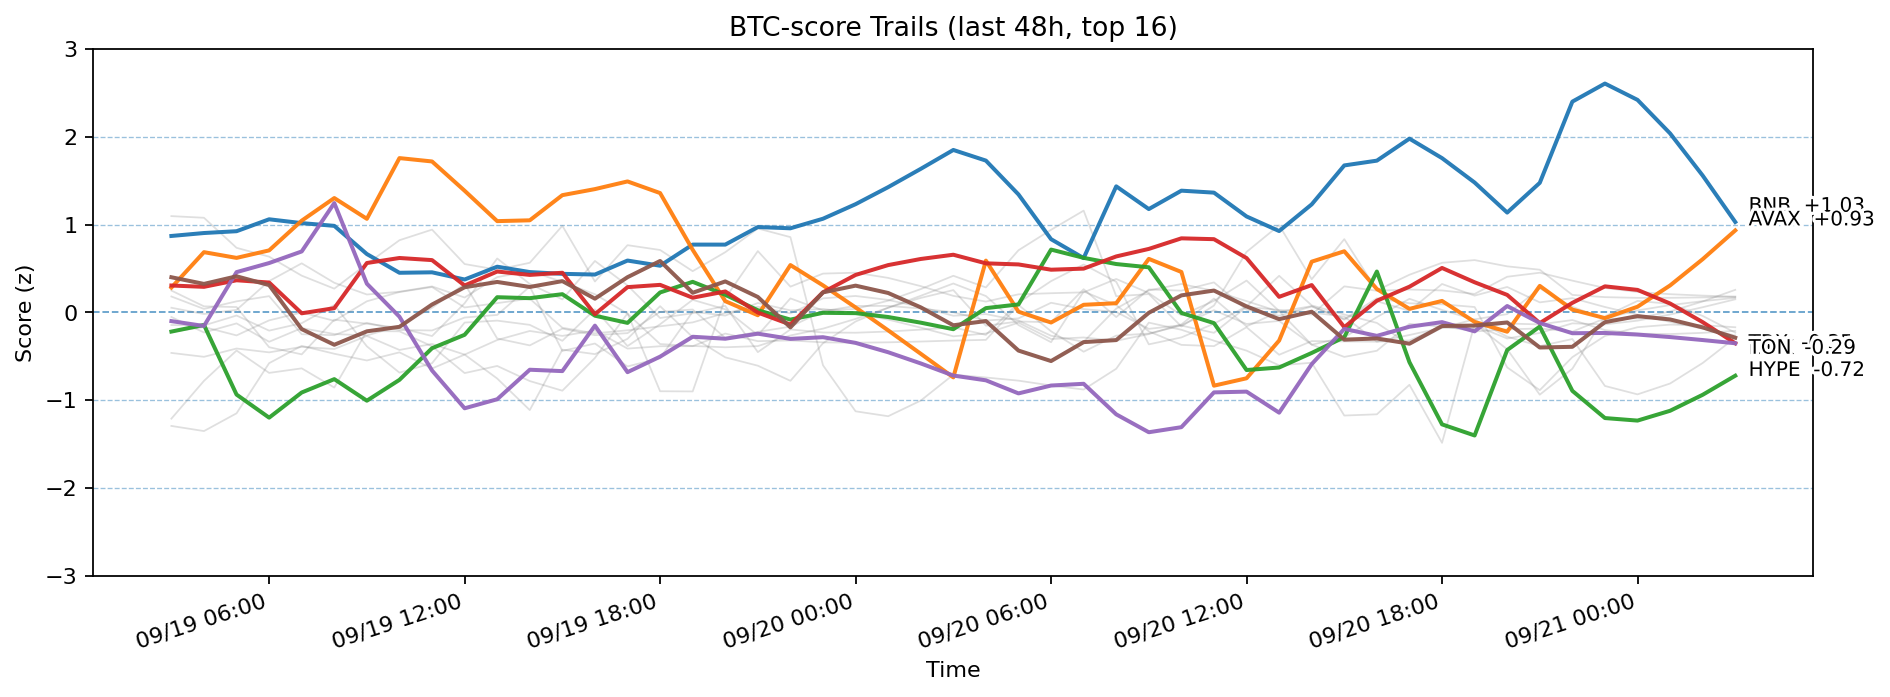 BTC-score Trails (last 48h, top 16)
Score (z)
3
2
1
0
−1
−2
−3
BNB +1.03
AVAX +0.93
TON -0.29
HYPE -0.72
09/19 06:00
09/19 12:00
09/19 18:00
09/20 00:00
09/20 06:00
09/20 12:00
09/20 18:00
09/21 00:00
Time